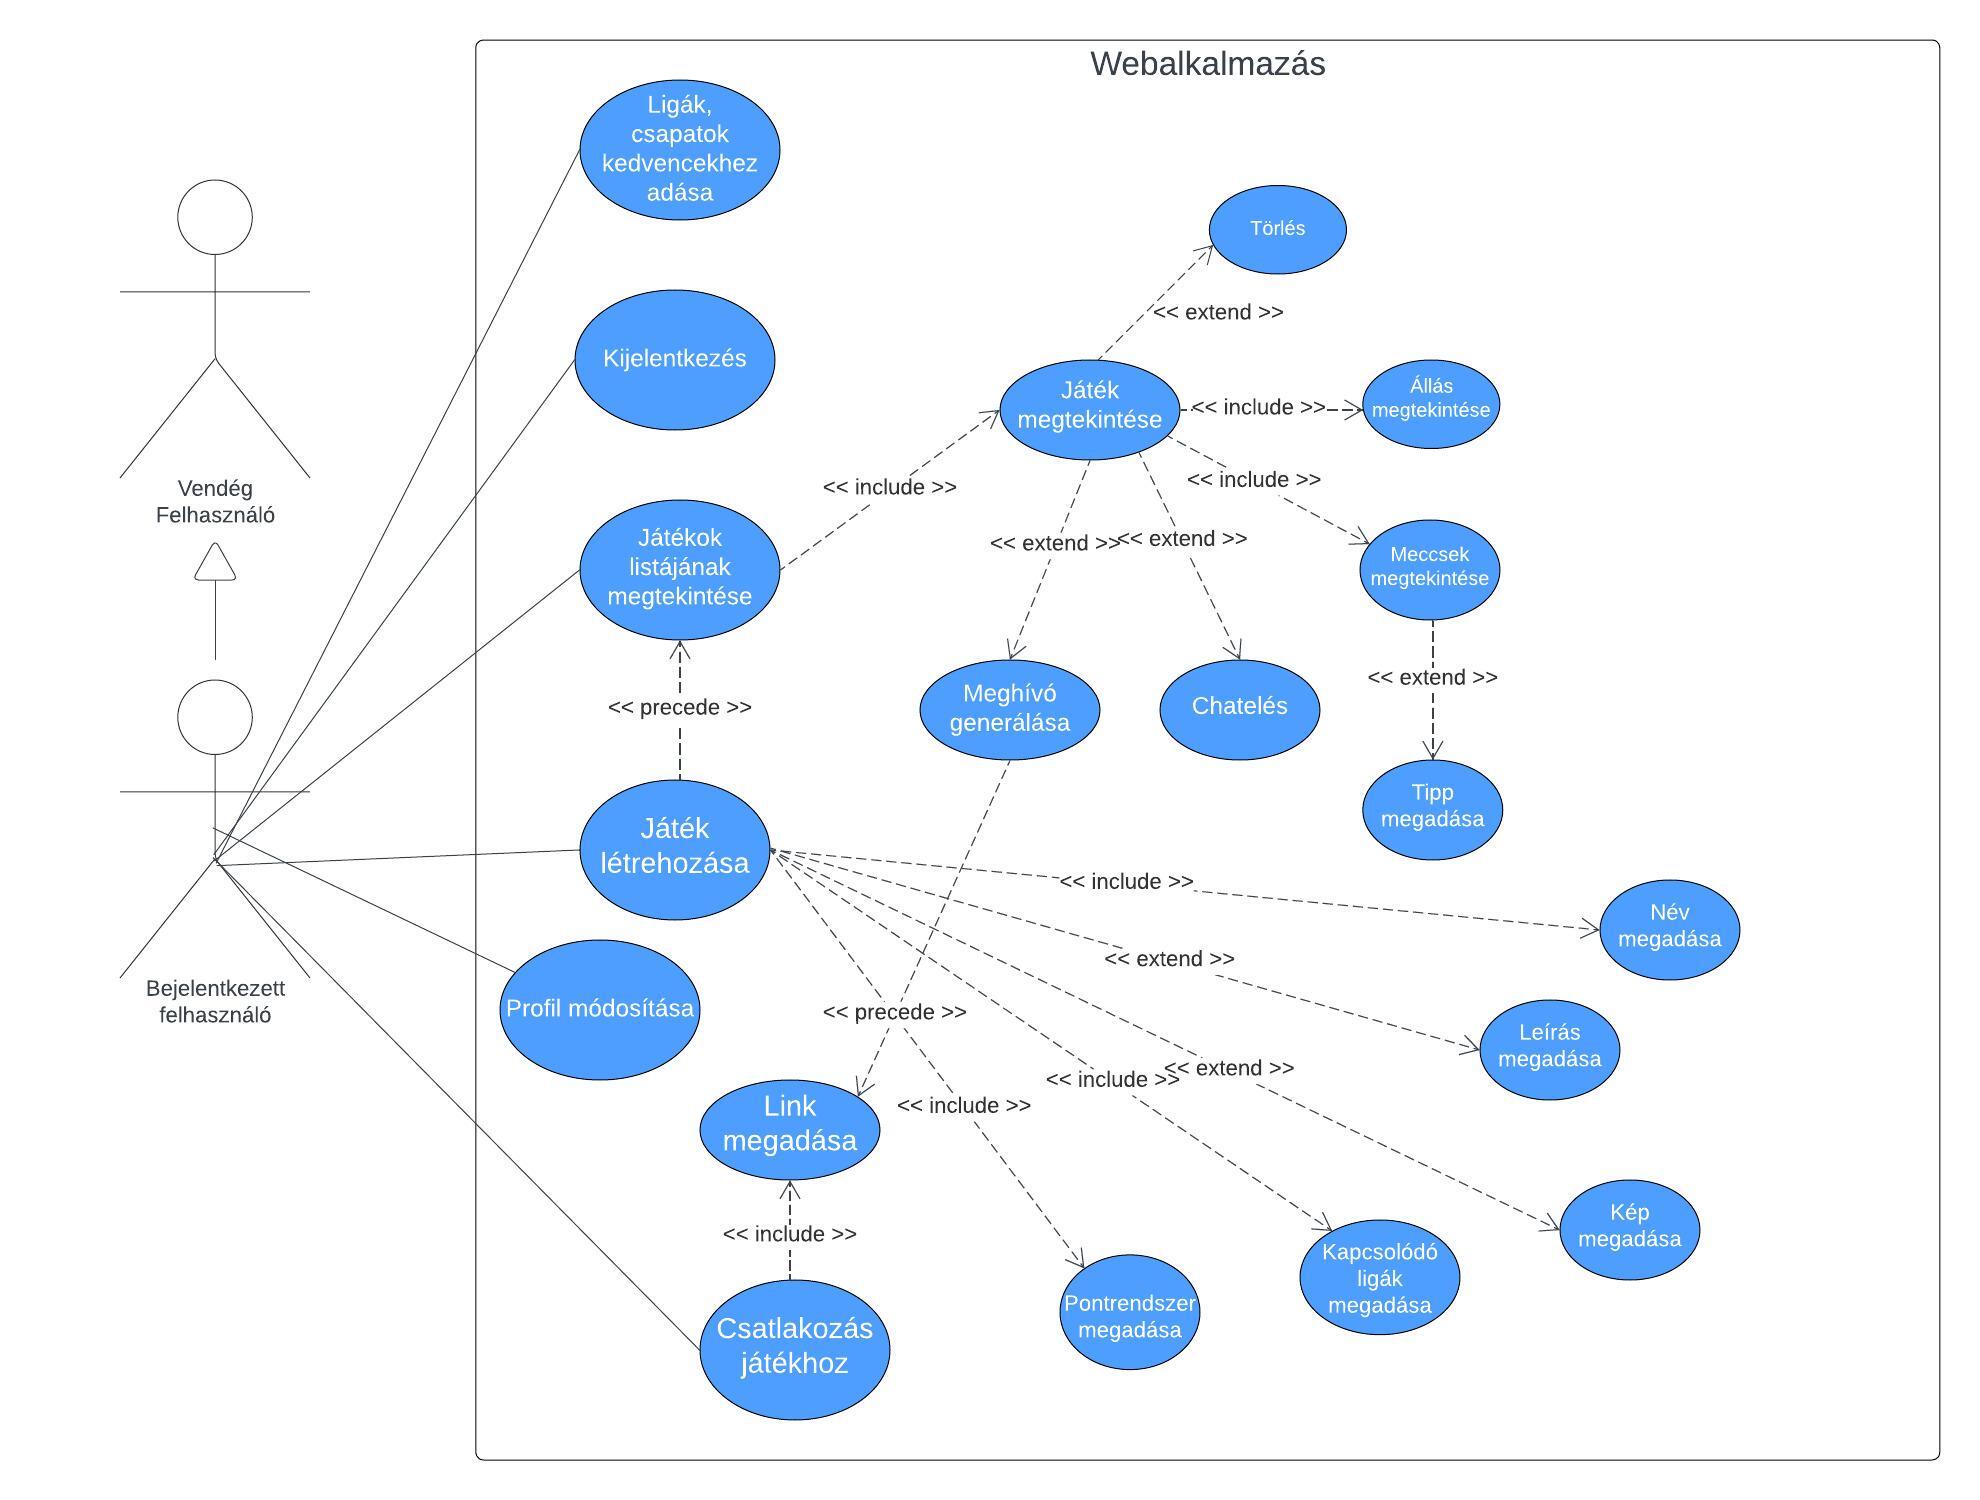 Webalkalmazás
Ligák,
csapatok
kedvencekhez
adása
Törlés
<< extend >>
Kijelentkezés
Játék
megtekintése
<< include >>
Állás
megtekintése
Vendég
Felhasználó
<< include >>
<< include >>
Játékok
listájának
megtekintése
<< extend >>
<< extend >>
Meccsek
megtekintése
<< precede >>
Meghívó
generálása
Chatelés
<< extend >>
Tipp
megadása
Játék
létrehozása
<< include >>
Név
megadása
<< extend >>
Bejelentkezett
felhasználó
Profil módosítása
<< precede >>
Leírás
megadása
<< include >>
<< extend >>
Link
megadása
<< include >>
<< include >>
Kép
megadása
Kapcsolódó
ligák
megadása
Pontrendszer
megadása
Csatlakozás
játékhoz